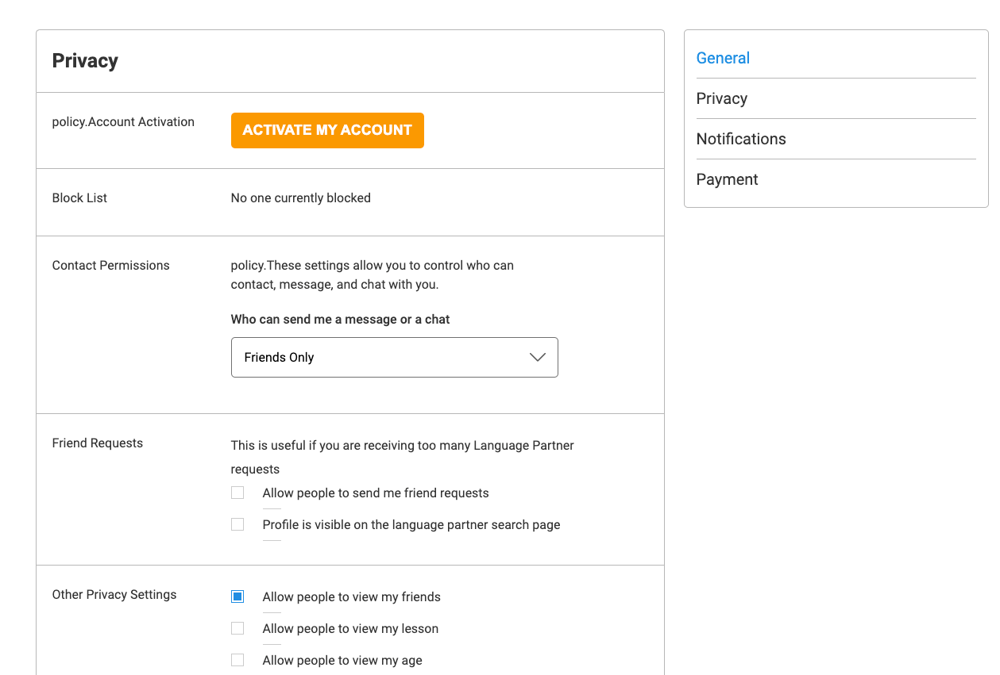 Privacy
policy.Account Activation
ACTIVATE MY ACCOUNT
Block List
No one currently blocked
Contact Permissions
policy.These settings allow you to control who can
contact, message, and chat with you.
Who can send me a message or a chat
Friends Only
Friend Requests
This is useful if you are receiving too many Language Partner
requests
Allow people to send me friend requests
Profile is visible on the language partner search page
Other Privacy Settings
Allow people to view my friends
Allow people to view my lesson
Allow people to view my age
General
Privacy
Notifications
Payment